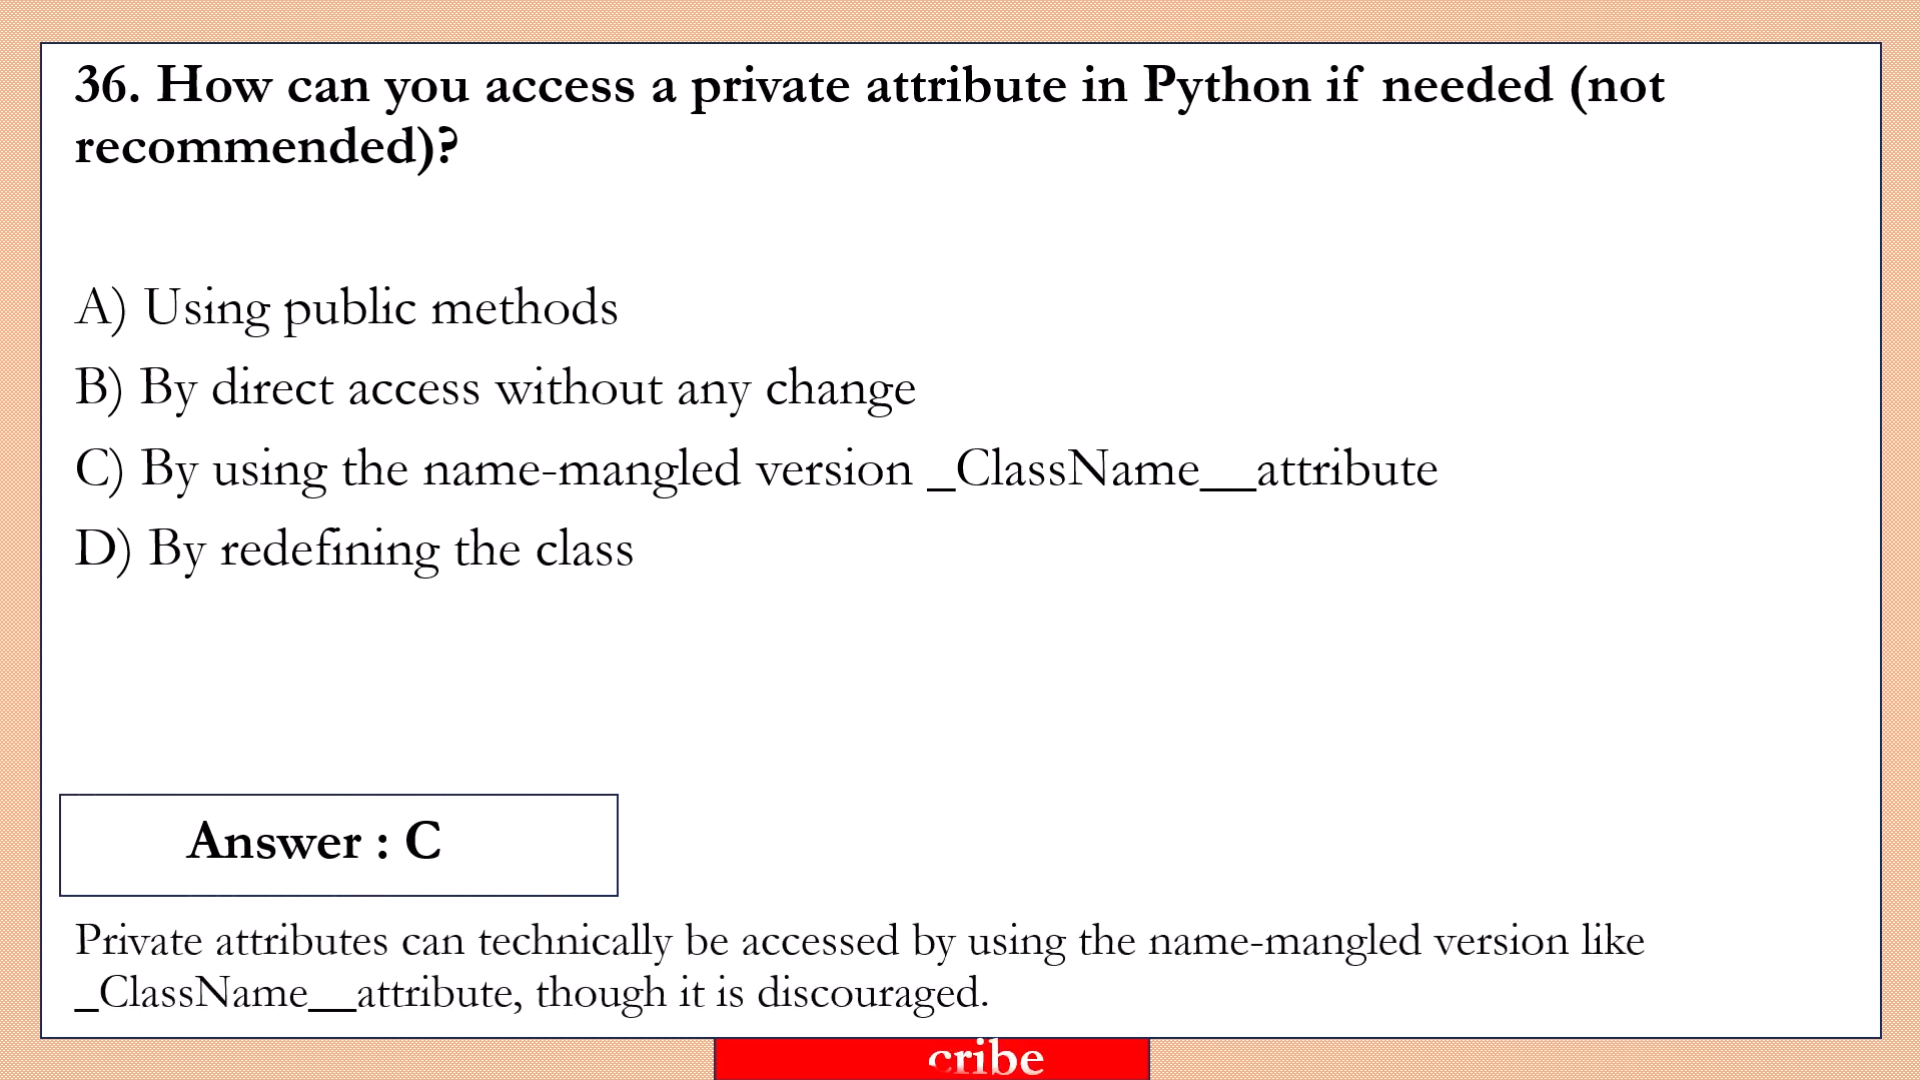 36. How can you access a private attribute in Python if needed (not
recommended)?
A) Using public methods
B) By direct access without any change
C) By using the name-mangled version _ClassName__attribute
D) By redefining the class
Answer : C
Private attributes can technically be accessed by using the name-mangled version like
_ClassName__attribute, though it is discouraged.
cribe